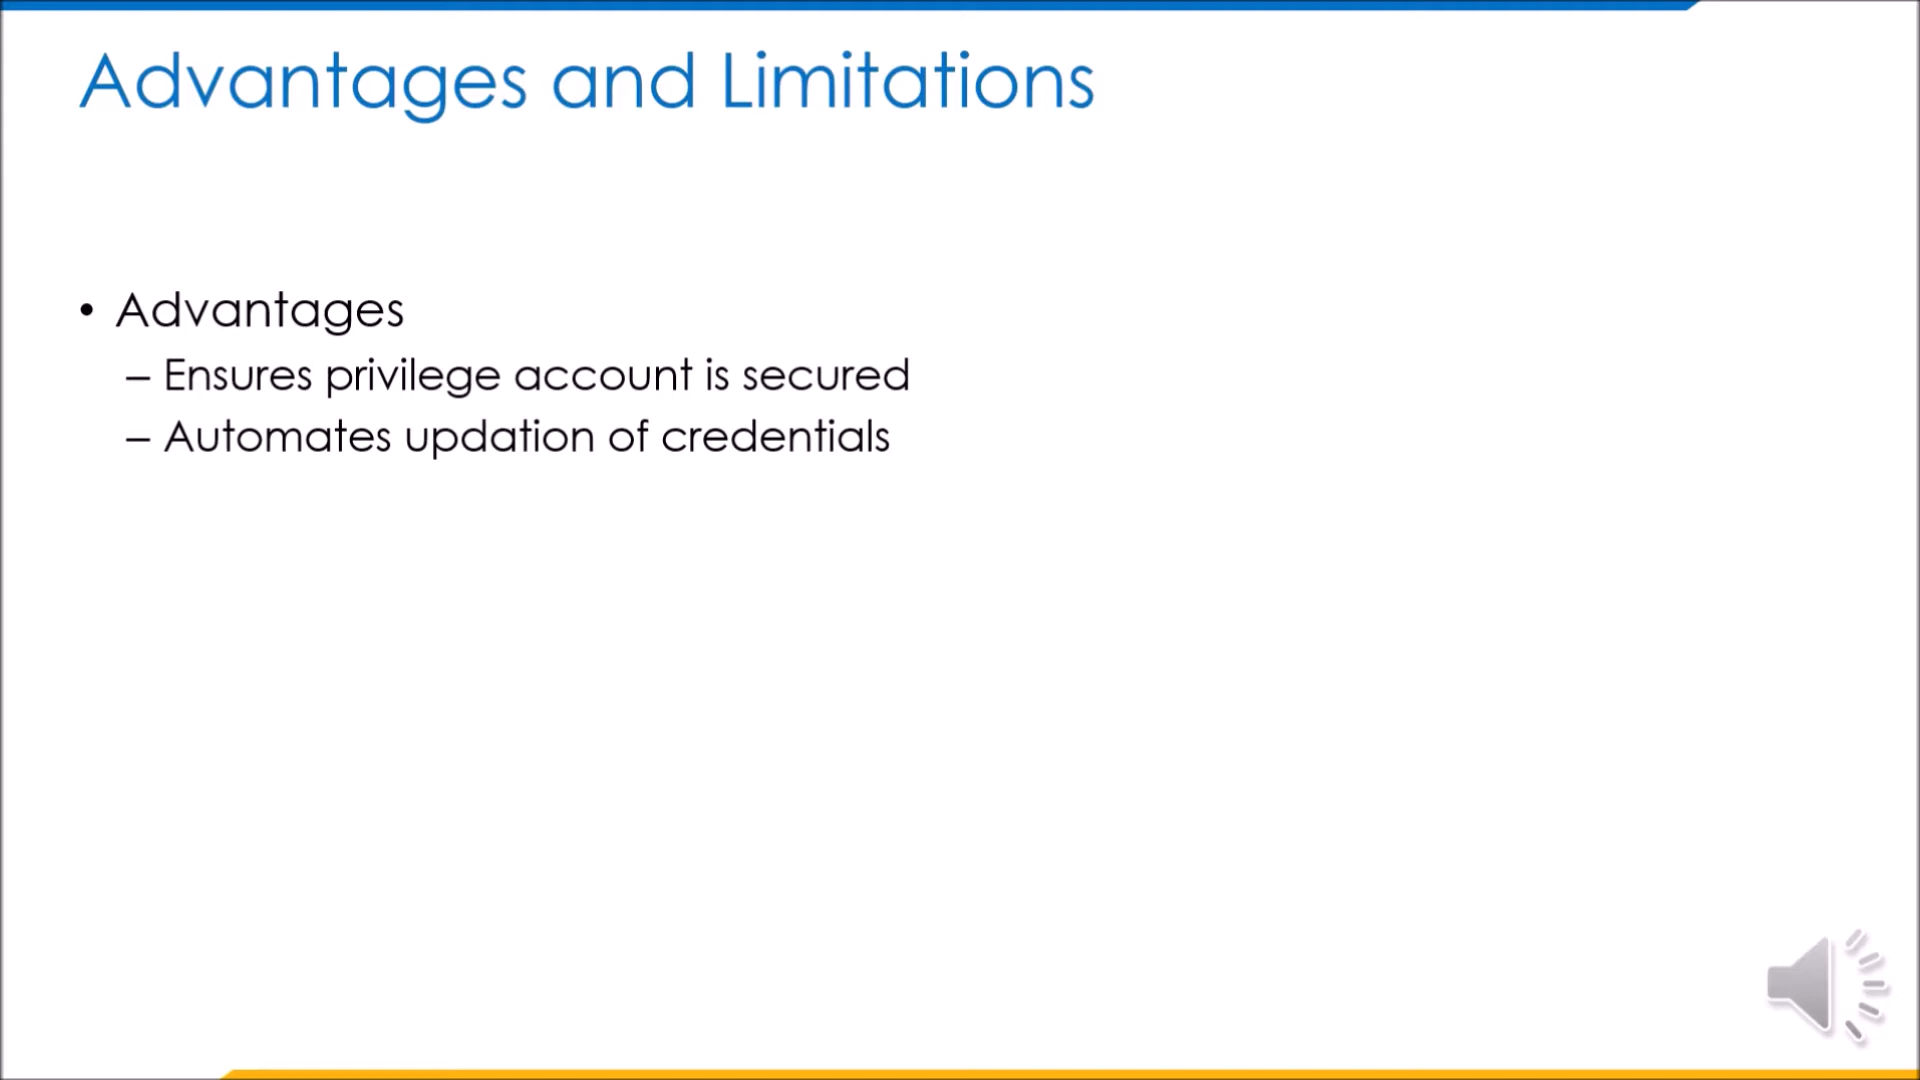 Advantages and Limitations
• Advantages
– Ensures privilege account is secured
– Automates updation of credentials